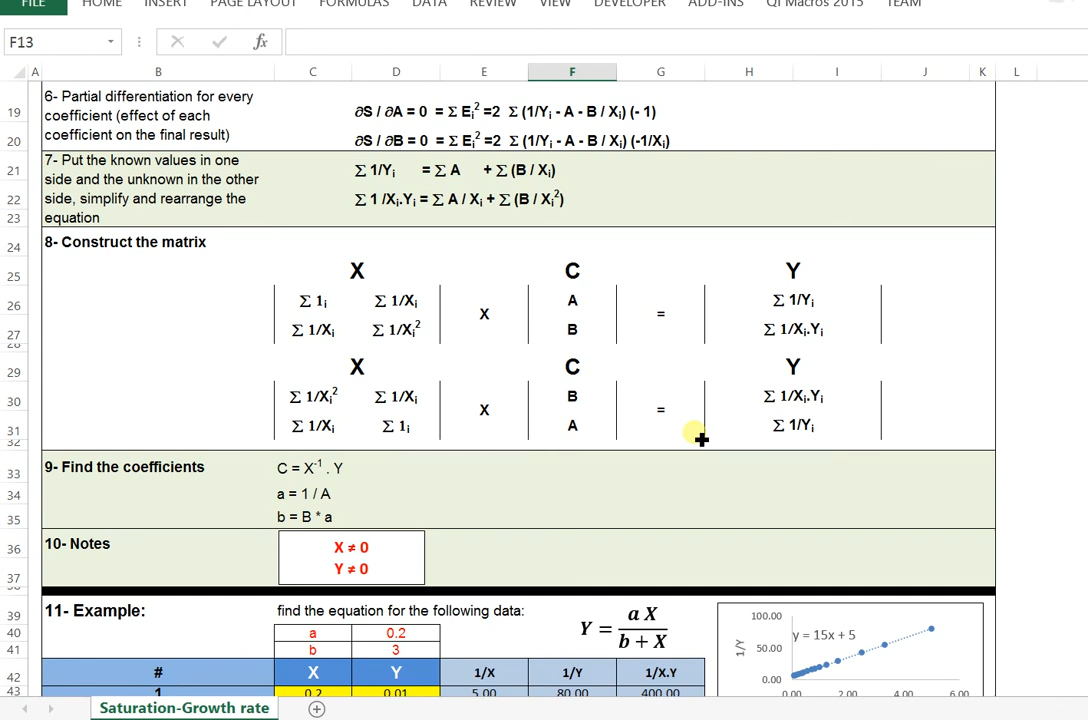 FILE HOME INSERT PAGE LAYOUT FORMULAS DATA REVIEW VIEW DEVELOPER ADD-INS QI Macros 2015 TEAM
F13 fx
A B C D E F G H I J K L
19 6- Partial differentiation for every
coefficient (effect of each
coefficient on the final result)
∂S / ∂A = 0 = Σ Ei² =2 Σ (1/Yi - A - B / Xi) (- 1)
20 ∂S / ∂B = 0 = Σ Ei² =2 Σ (1/Yi - A - B / Xi) (-1/Xi)
21 7- Put the known values in one
side and the unknown in the other
side, simplify and rearrange the
equation
Σ 1/Yi = Σ A + Σ (B / Xi)
22 Σ 1 /Xi.Yi = Σ A / Xi + Σ (B / Xi²)
23
24 8- Construct the matrix
25 X C Y
26 Σ 1i Σ 1/Xi A Σ 1/Yi
X =
27 Σ 1/Xi Σ 1/Xi² B Σ 1/Xi.Yi
28
29 X C Y
30 Σ 1/Xi² Σ 1/Xi B Σ 1/Xi.Yi
X =
31 Σ 1/Xi Σ 1i A Σ 1/Yi
32
33 9- Find the coefficients C = X⁻¹ . Y
34 a = 1 / A
35 b = B * a
36 10- Notes X ≠ 0
37 Y ≠ 0
39 11- Example: find the equation for the following data:
40 a 0.2
41 b 3
Y = a X / b + X
100.00
50.00
0.00
1/Y
y = 15x + 5
0.00 2.00 4.00 6.00
42 # X Y 1/X 1/Y 1/X.Y
43 1 0.2 0.01 5.00 80.00 400.00
Saturation-Growth rate